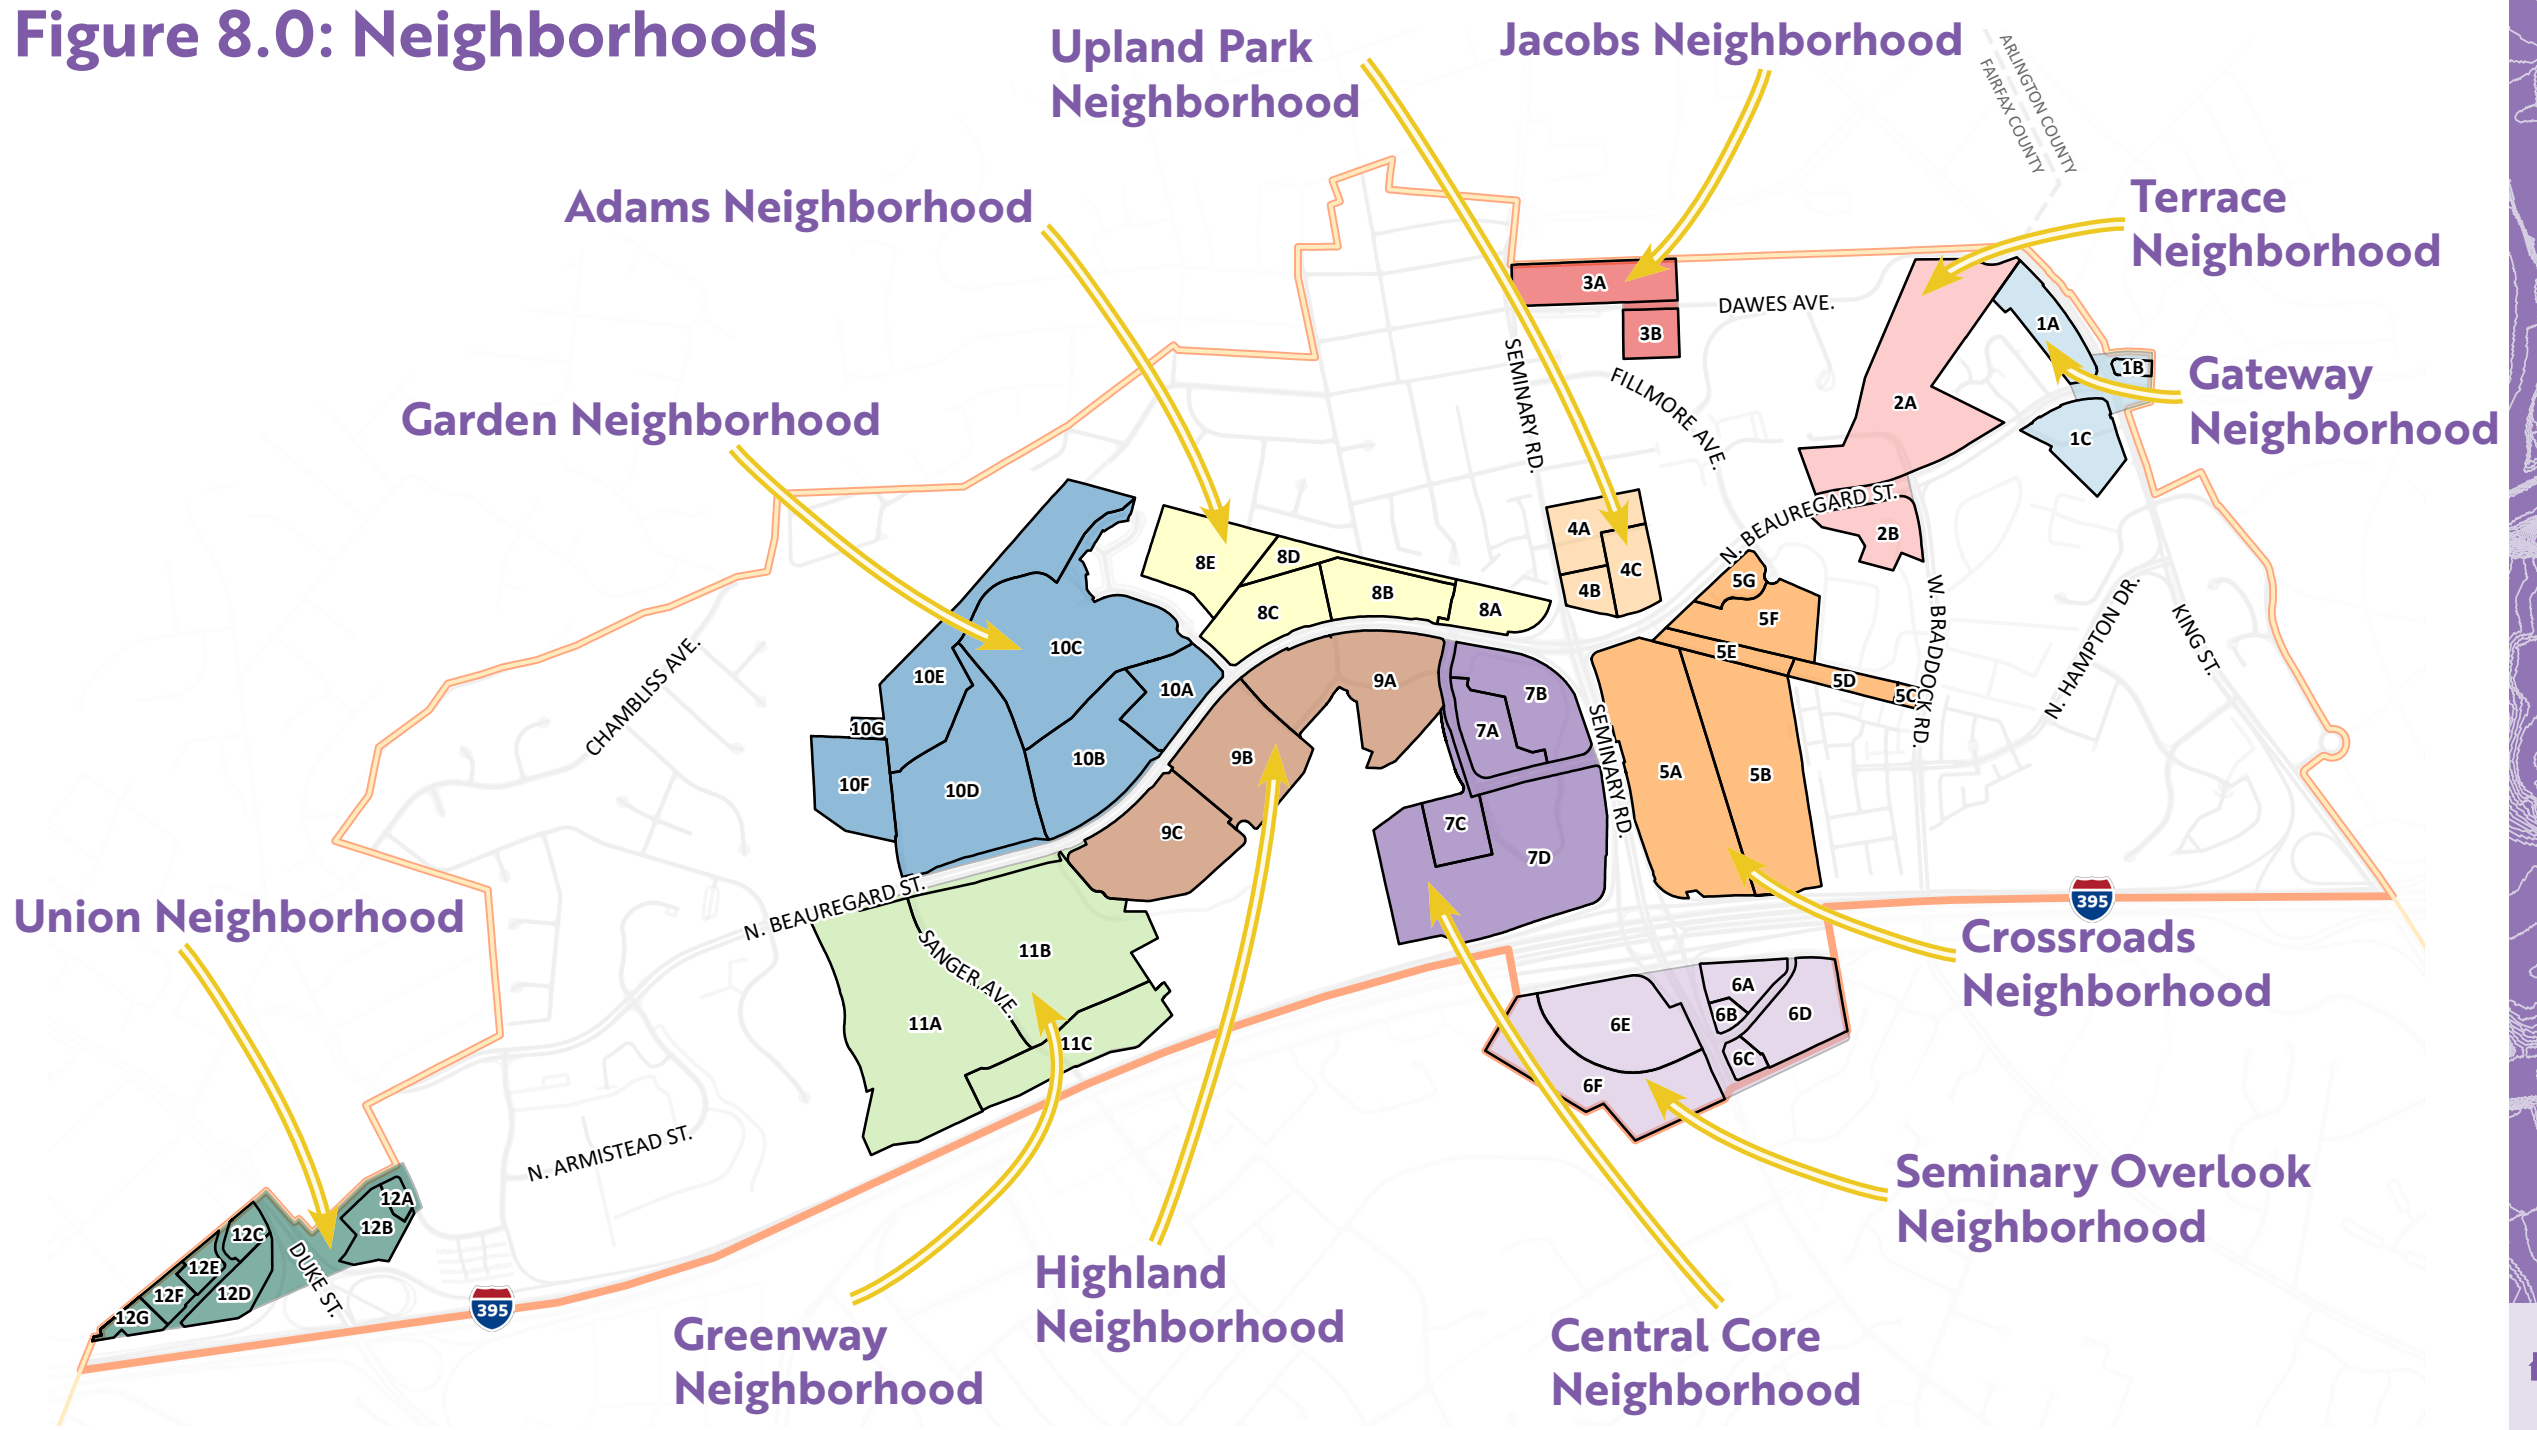 Figure 8.0: Neighborhoods
Upland Park
Neighborhood
Jacobs Neighborhood
ARLINGTON COUNTY
FAIRFAX COUNTY
Adams Neighborhood
Terrace
Neighborhood
Garden Neighborhood
Gateway
Neighborhood
3A
3B
DAWES AVE.
SEMINARY RD.
FILLMORE AVE.
1A
1B
1C
2A
2B
N. BEAUREGARD ST.
4A
4B
4C
8E
8D
8C
8B
8A
5G
5F
5E
5D
5C
5A
5B
W. BRADDOCK RD.
N. HAMPTON DR.
KING ST.
CHAMBLISS AVE.
10C
10E
10A
10G
10B
10F
10D
9A
9B
9C
7B
7A
7C
7D
SEMINARY RD.
395
Union Neighborhood
N. BEAUREGARD ST.
SANGER AVE.
11B
11A
11C
Crossroads
Neighborhood
6A
6B
6D
6E
6C
6F
N. ARMISTEAD ST.
12A
12B
12C
12E
12D
12F
12G
DUKE ST.
395
Seminary Overlook
Neighborhood
Highland
Neighborhood
Greenway
Neighborhood
Central Core
Neighborhood